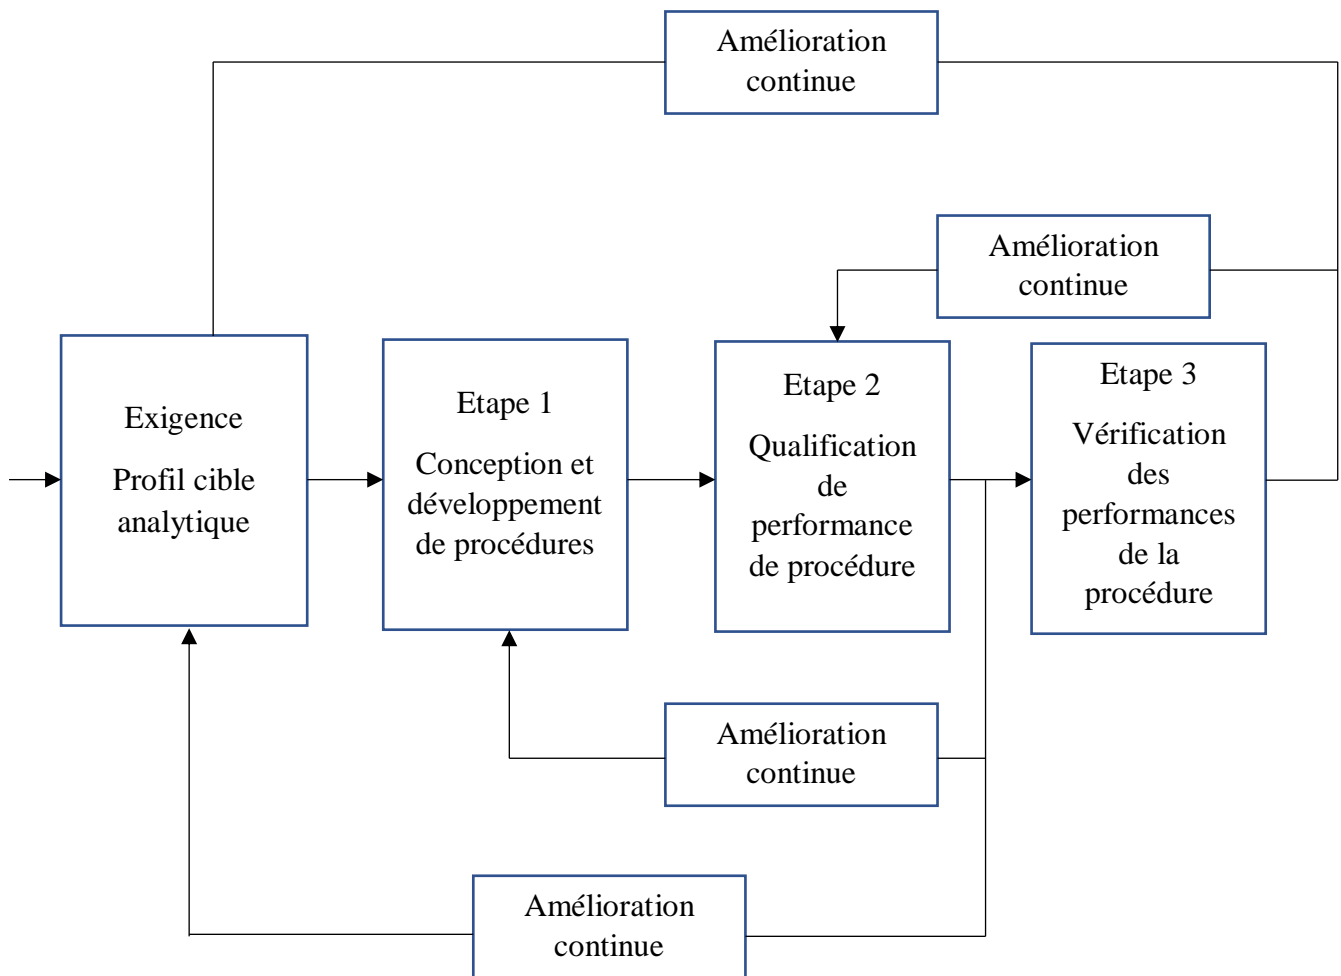 Amélioration
continue
Amélioration
continue
Exigence
Profil cible
analytique
Etape 1
Conception et
développement
de procédures
Etape 2
Qualification
de
performance
de procédure
Etape 3
Vérification
des
performances
de la
procédure
Amélioration
continue
Amélioration
continue